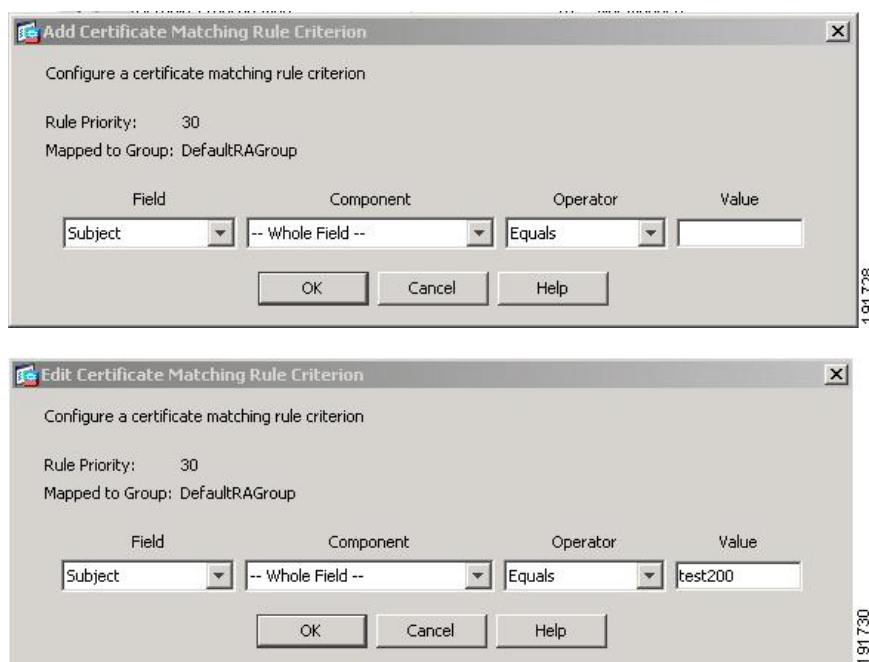 Add Certificate Matching Rule Criterion
Configure a certificate matching rule criterion
Rule Priority: 30
Mapped to Group: DefaultRAGroup
Field Component Operator Value
Subject -- Whole Field -- Equals
OK Cancel Help
191728
Edit Certificate Matching Rule Criterion
Configure a certificate matching rule criterion
Rule Priority: 30
Mapped to Group: DefaultRAGroup
Field Component Operator Value
Subject -- Whole Field -- Equals test200
OK Cancel Help
191730